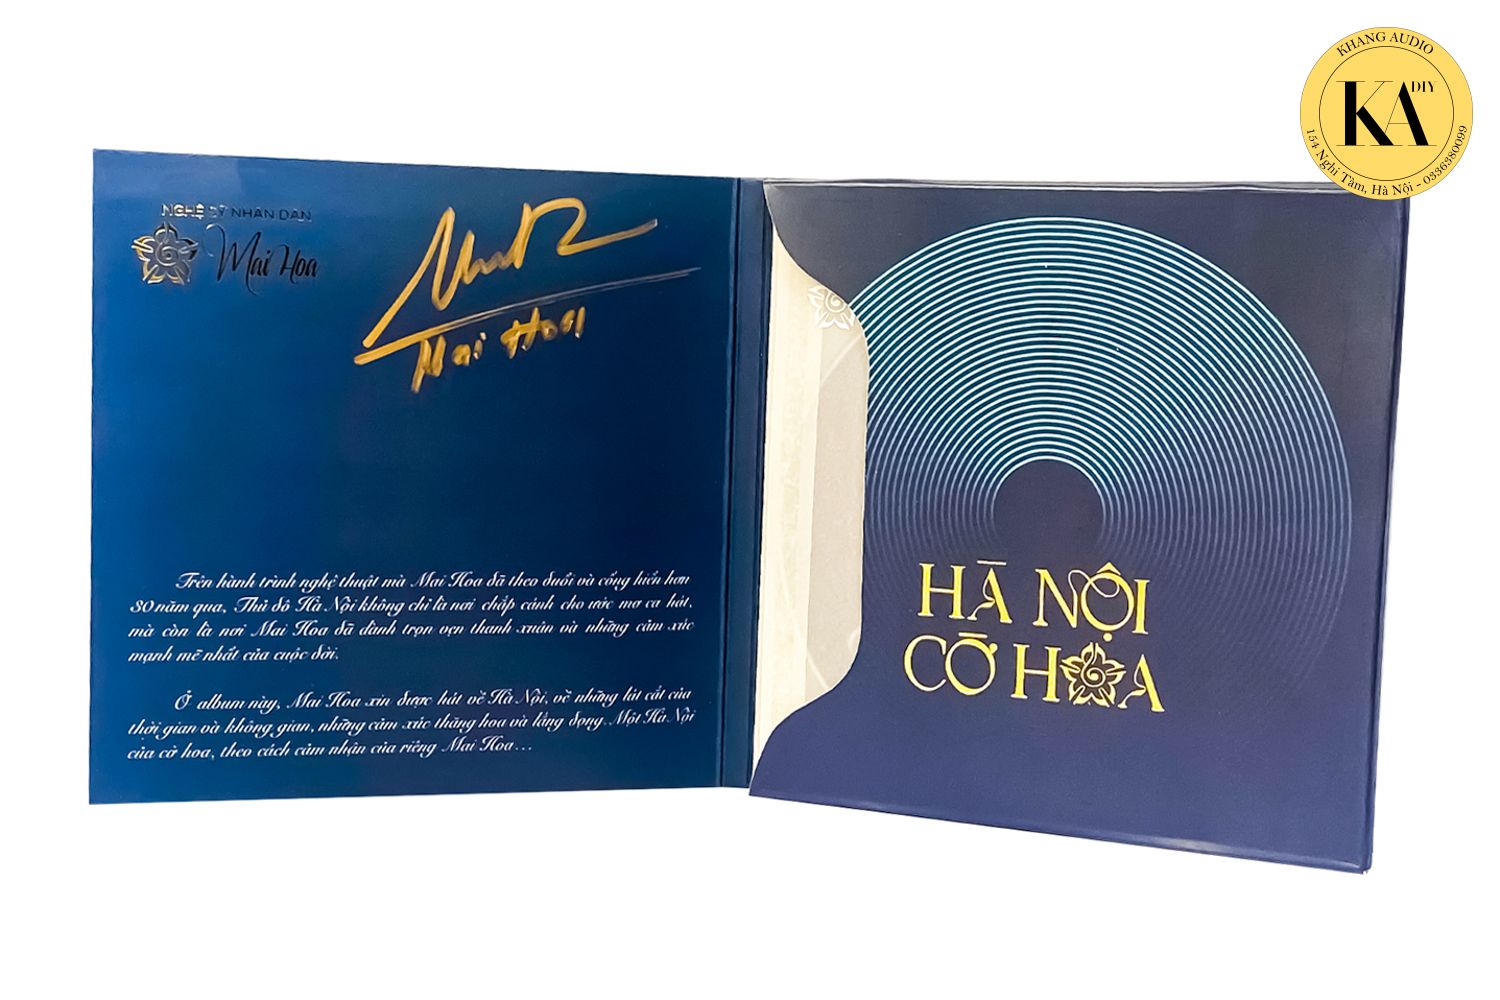 KHANG AUDIO
KA DIY
154 Nghi Tàm, Hà Nội - 0336380099
NGHỆ SỸ NHÂN DÂN
Mai Hoa
Mai Hoa
Trên hành trình nghệ thuật mà Mai Hoa đã theo đuổi và cống hiến hơn
30 năm qua, Thủ đô Hà Nội không chỉ là nơi chắp cánh cho ước mơ ca hát,
mà còn là nơi Mai Hoa đã dành trọn vẹn thanh xuân và những cảm xúc
mạnh mẽ nhất của cuộc đời.
Ở album này, Mai Hoa xin được hát về Hà Nội, về những lát cắt của
thời gian và không gian, những cảm xúc thăng hoa và lắng đọng. Một Hà Nội
của cờ hoa, theo cách cảm nhận của riêng Mai Hoa...
HÀ NỘI
CỜ HOA